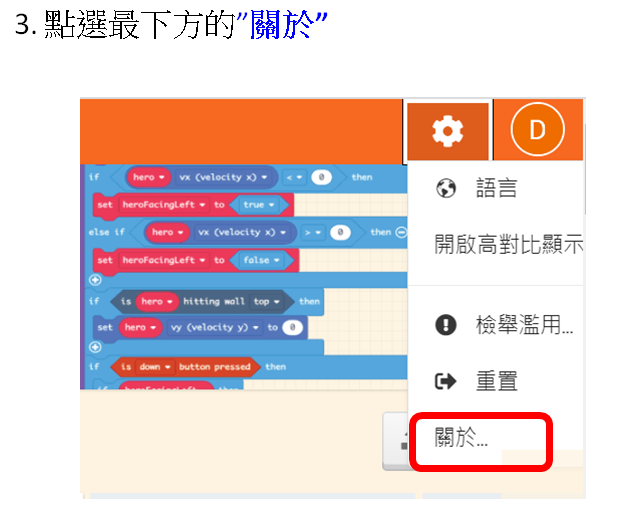 3. 點選最下方的”關於”
D
if hero vx (velocity x) < 0 then
set heroFacingLeft to true
else if hero vx (velocity x) > 0 then
set heroFacingLeft to false
if is hero hitting wall top then
set hero vy (velocity y) to 0
if is down button pressed then
語言
開啟高對比顯示
檢舉濫用...
重置
關於...